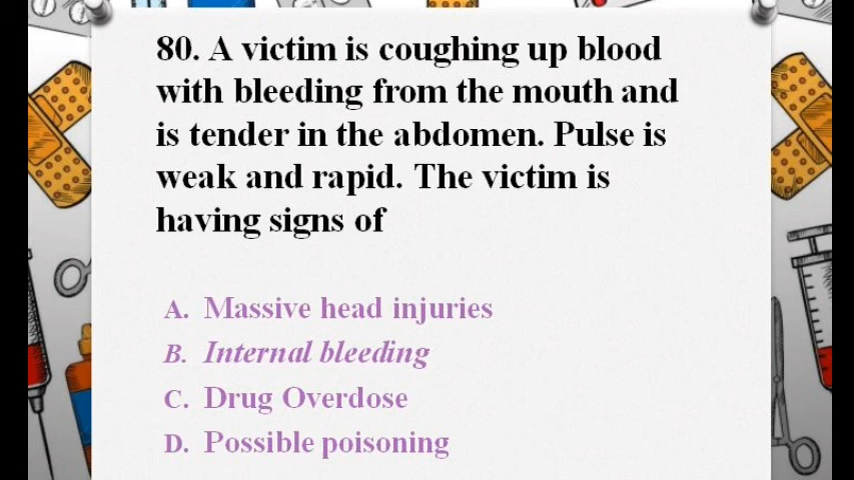 80. A victim is coughing up blood
with bleeding from the mouth and
is tender in the abdomen. Pulse is
weak and rapid. The victim is
having signs of
A. Massive head injuries
B. Internal bleeding
C. Drug Overdose
D. Possible poisoning